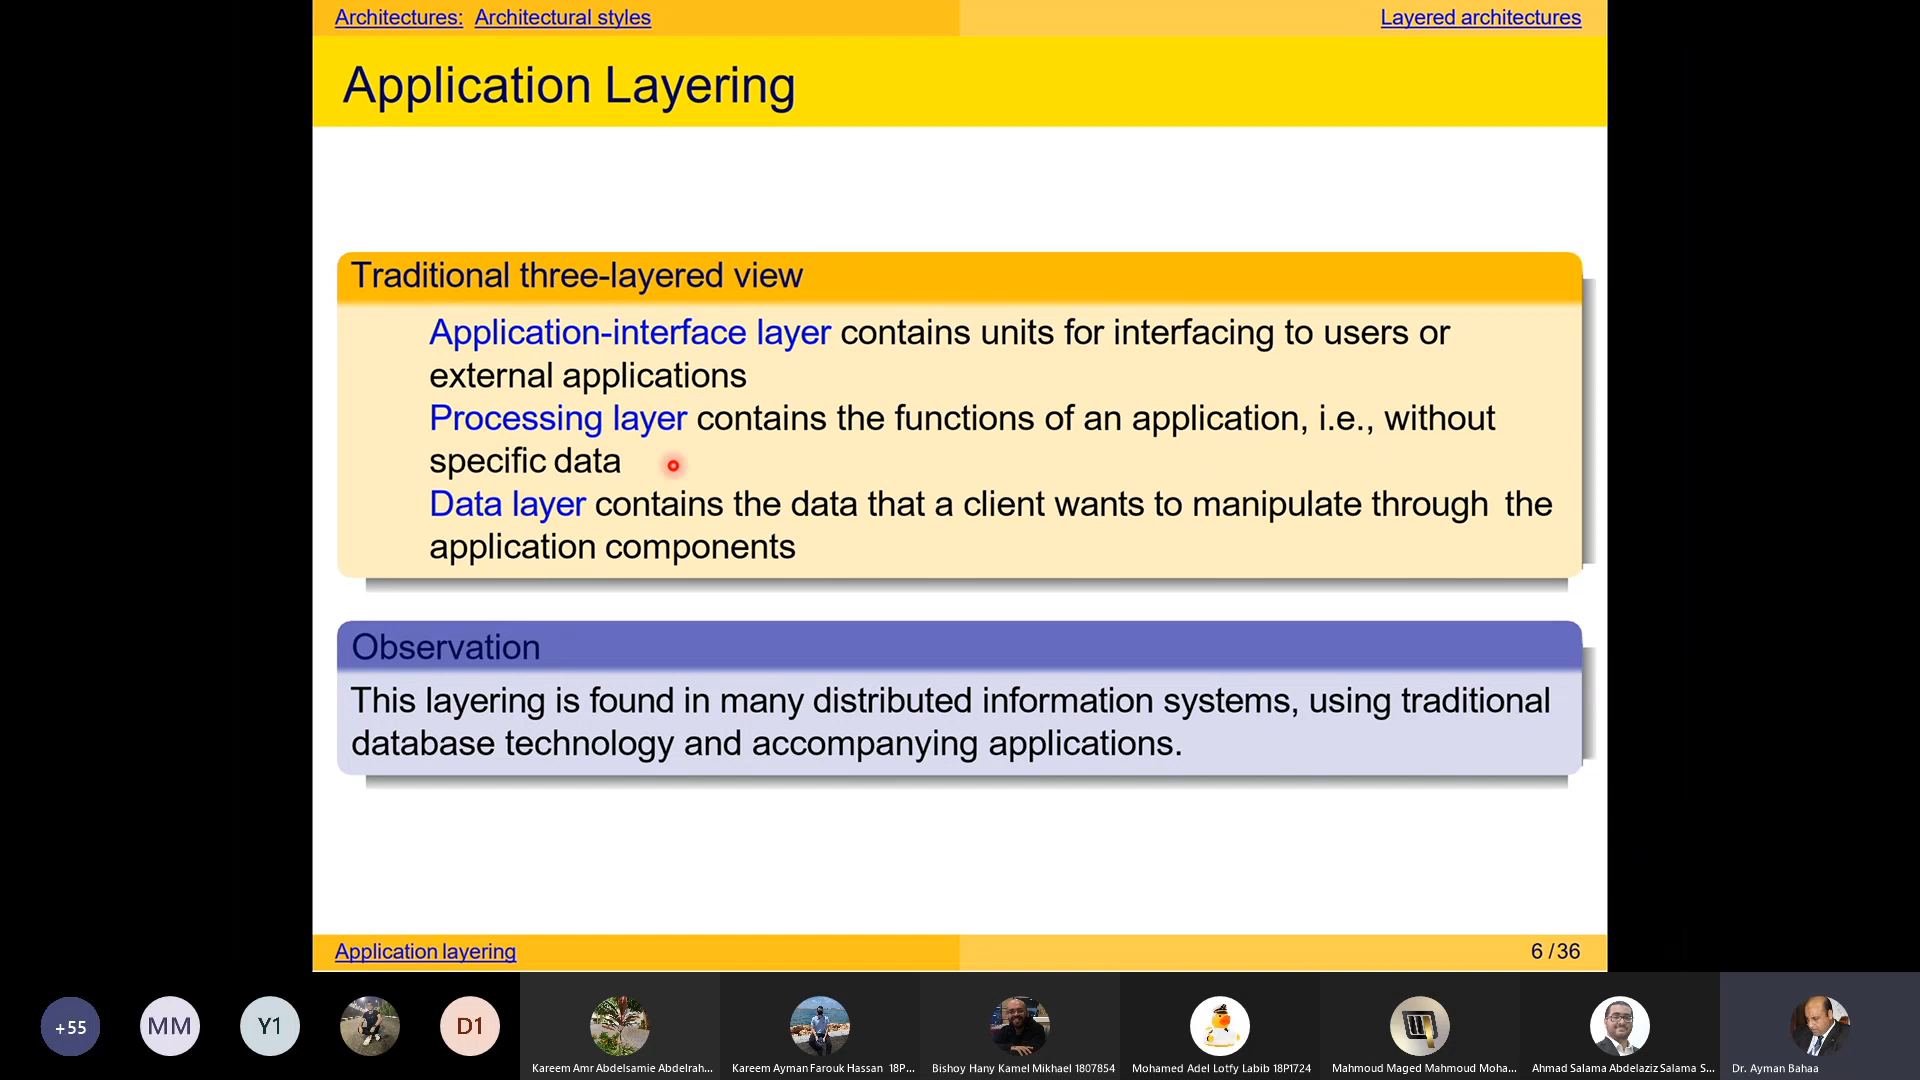 Architectures: Architectural styles
Layered architectures
Application Layering
Traditional three-layered view
Application-interface layer contains units for interfacing to users or
external applications
Processing layer contains the functions of an application, i.e., without
specific data
Data layer contains the data that a client wants to manipulate through the
application components
Observation
This layering is found in many distributed information systems, using traditional
database technology and accompanying applications.
Application layering
6 / 36
+55
MM
Y1
D1
Kareem Amr Abdelsamie Abdelrah...
Kareem Ayman Farouk Hassan 18P...
Bishoy Hany Kamel Mikhael 1807854
Mohamed Adel Lotfy Labib 18P1724
Mahmoud Maged Mahmoud Moha...
Ahmad Salama Abdelaziz Salama S...
Dr. Ayman Bahaa